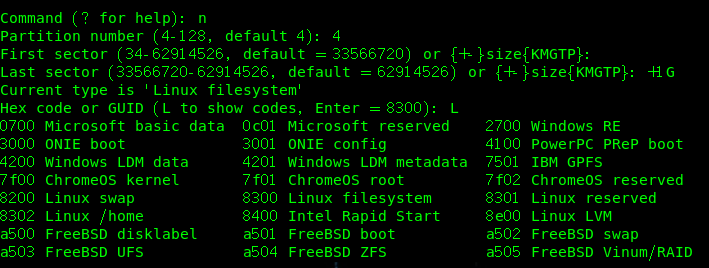 Command (? for help): n
Partition number (4-128, default 4): 4
First sector (34-62914526, default = 33566720) or {+-}size{KMGTP}:
Last sector (33566720-62914526, default = 62914526) or {+-}size{KMGTP}: +1G
Current type is 'Linux filesystem'
Hex code or GUID (L to show codes, Enter = 8300): L
0700 Microsoft basic data  0c01 Microsoft reserved  2700 Windows RE
3000 ONIE boot  3001 ONIE config  4100 PowerPC PReP boot
4200 Windows LDM data  4201 Windows LDM metadata  7501 IBM GPFS
7f00 ChromeOS kernel  7f01 ChromeOS root  7f02 ChromeOS reserved
8200 Linux swap  8300 Linux filesystem  8301 Linux reserved
8302 Linux /home  8400 Intel Rapid Start  8e00 Linux LVM
a500 FreeBSD disklabel  a501 FreeBSD boot  a502 FreeBSD swap
a503 FreeBSD UFS  a504 FreeBSD ZFS  a505 FreeBSD Vinum/RAID